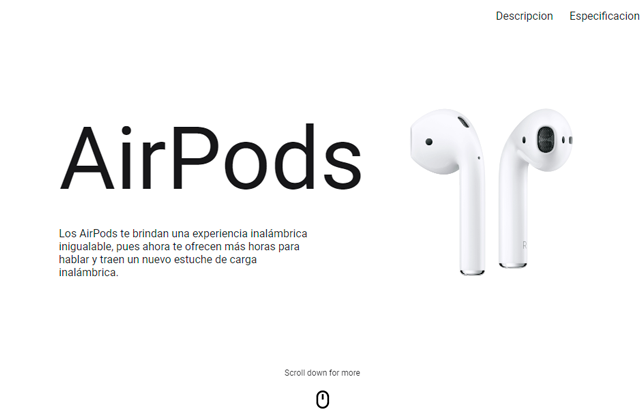 Descripcion Especificacion
AirPods
Los AirPods te brindan una experiencia inalámbrica
inigualable, pues ahora te ofrecen más horas para
hablar y traen un nuevo estuche de carga
inalámbrica.
Scroll down for more